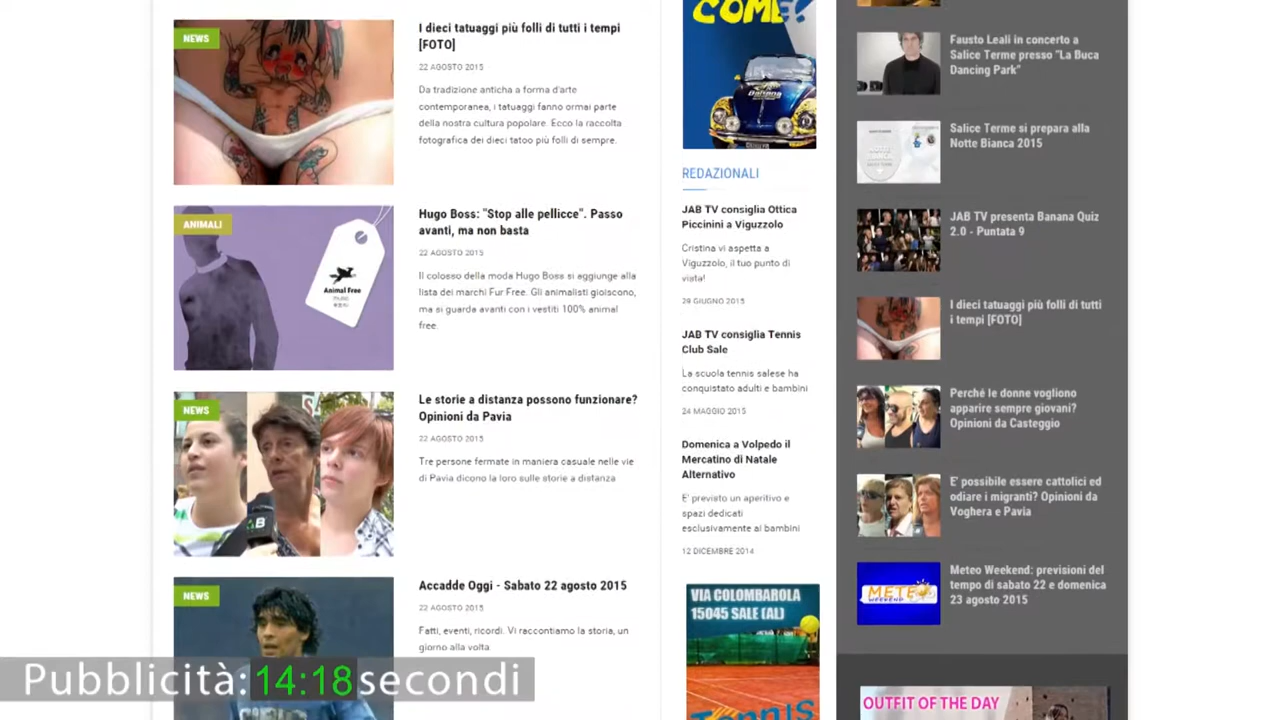 NEWS
I dieci tatuaggi più folli di tutti i tempi
[FOTO]
22 AGOSTO 2015
Da tradizione antica a forma d'arte
contemporanea, i tatuaggi fanno ormai parte
della nostra cultura popolare. Ecco la raccolta
fotografica dei dieci tatoo più folli di sempre.
ANIMALI
Animal Free
Hugo Boss: "Stop alle pellicce". Passo
avanti, ma non basta
22 AGOSTO 2015
Il colosso della moda Hugo Boss si aggiunge alla
lista dei marchi Fur Free. Gli animalisti gioiscono,
ma si guarda avanti con i vestiti 100% animal
free.
NEWS
Le storie a distanza possono funzionare?
Opinioni da Pavia
22 AGOSTO 2015
Tre persone fermate in maniera casuale nelle vie
di Pavia dicono la loro sulle storie a distanza
NEWS
Accadde Oggi - Sabato 22 agosto 2015
22 AGOSTO 2015
Fatti, eventi, ricordi. Vi raccontiamo la storia, un
giorno alla volta.
Pubblicità: 14:18 secondi
COME?
Banana
REDAZIONALI
JAB TV consiglia Ottica
Piccinini a Viguzzolo
Cristina vi aspetta a
Viguzzolo, il tuo punto di
vista!
29 GIUGNO 2015
JAB TV consiglia Tennis
Club Sale
La scuola tennis salese ha
conquistato adulti e bambini
24 MAGGIO 2015
Domenica a Volpedo il
Mercatino di Natale
Alternativo
E' previsto un aperitivo e
spazi dedicati
esclusivamente ai bambini
12 DICEMBRE 2014
VIA COLOMBAROLA
15045 SALE (AL)
Tennis
Fausto Leali in concerto a
Salice Terme presso "La Buca
Dancing Park"
Salice Terme si prepara alla
Notte Bianca 2015
JAB TV presenta Banana Quiz
2.0 - Puntata 9
I dieci tatuaggi più folli di tutti
i tempi [FOTO]
Perché le donne vogliono
apparire sempre giovani?
Opinioni da Casteggio
E' possibile essere cattolici ed
odiare i migranti? Opinioni da
Voghera e Pavia
METEO
WEEKEND
Meteo Weekend: previsioni del
tempo di sabato 22 e domenica
23 agosto 2015
OUTFIT OF THE DAY